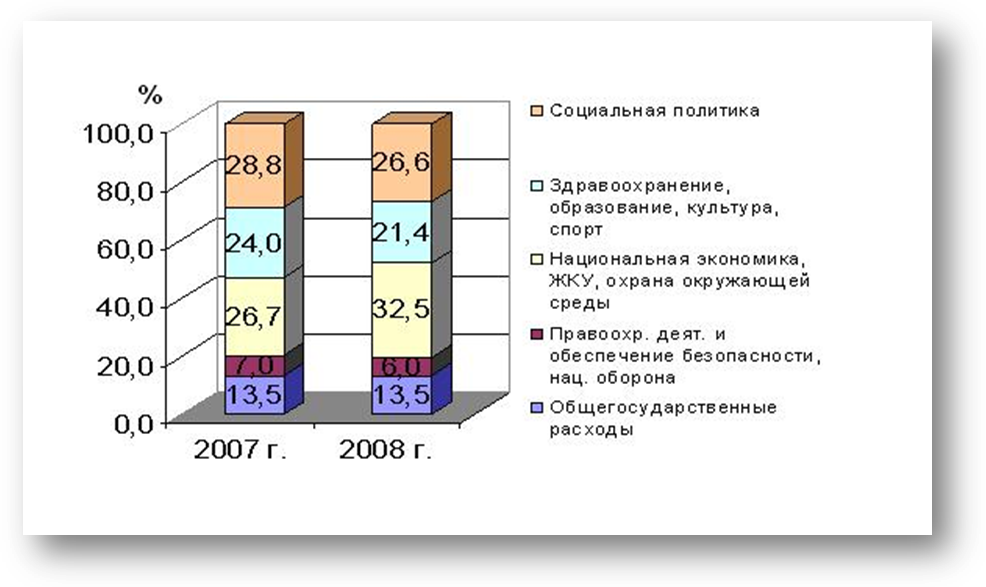 %
100,0
80,0
60,0
40,0
20,0
0,0
28,8
24,0
26,7
7,0
13,5
26,6
21,4
32,5
6,0
13,5
2007 г.
2008 г.
Социальная политика
Здравоохранение,
образование, культура,
спорт
Национальная экономика,
ЖКУ, охрана окружающей
среды
Правоохр. деят. и
обеспечение безопасности,
нац. оборона
Общегосударственные
расходы